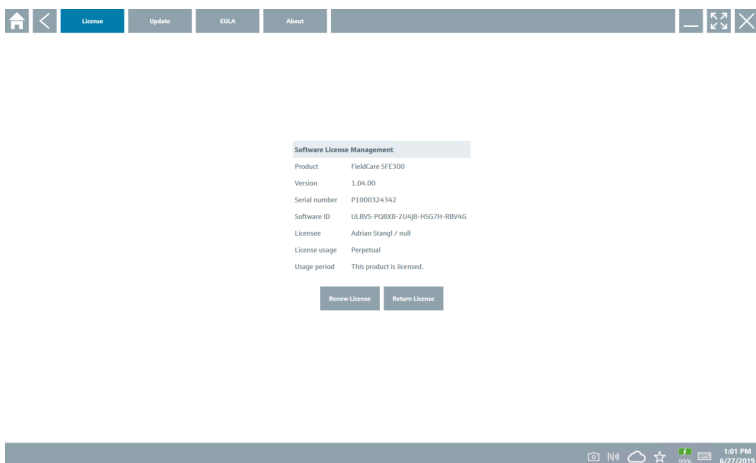 License Update EULA About
Software License Management
Product FieldCare SFE300
Version 1.04.00
Serial number P1000324342
Software ID ULBVS-PQBXB-2U4J8-HSG7H-RBV4G
Licensee Adrian Stangl / null
License usage Perpetual
Usage period This product is licensed.
Renew License Return License
99% 1:01 PM
6/27/2018